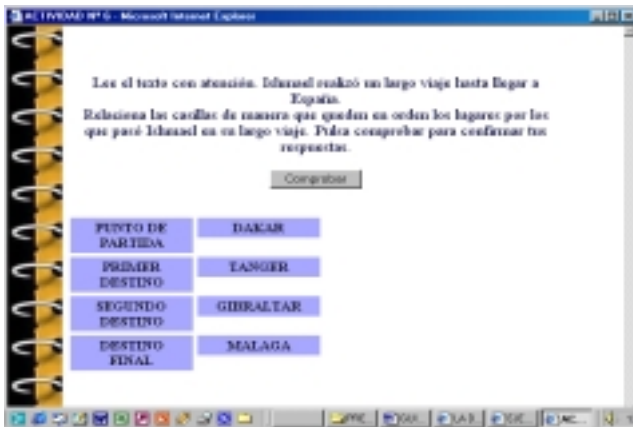 ACTIVIDAD Nº 6 - Microsoft Internet Explorer
Lee el texto con atención. Ishmael realizó un largo viaje hasta llegar a
España.
Relaciona las casillas de manera que queden en orden los lugares por los
que pasó Ishmael en su largo viaje. Pulsa comprobar para confirmar tus
respuestas.
Comprobar
PUNTO DE
PARTIDA
DAKAR
PRIMER
DESTINO
TANGER
SEGUNDO
DESTINO
GIBRALTAR
DESTINO
FINAL
MALAGA